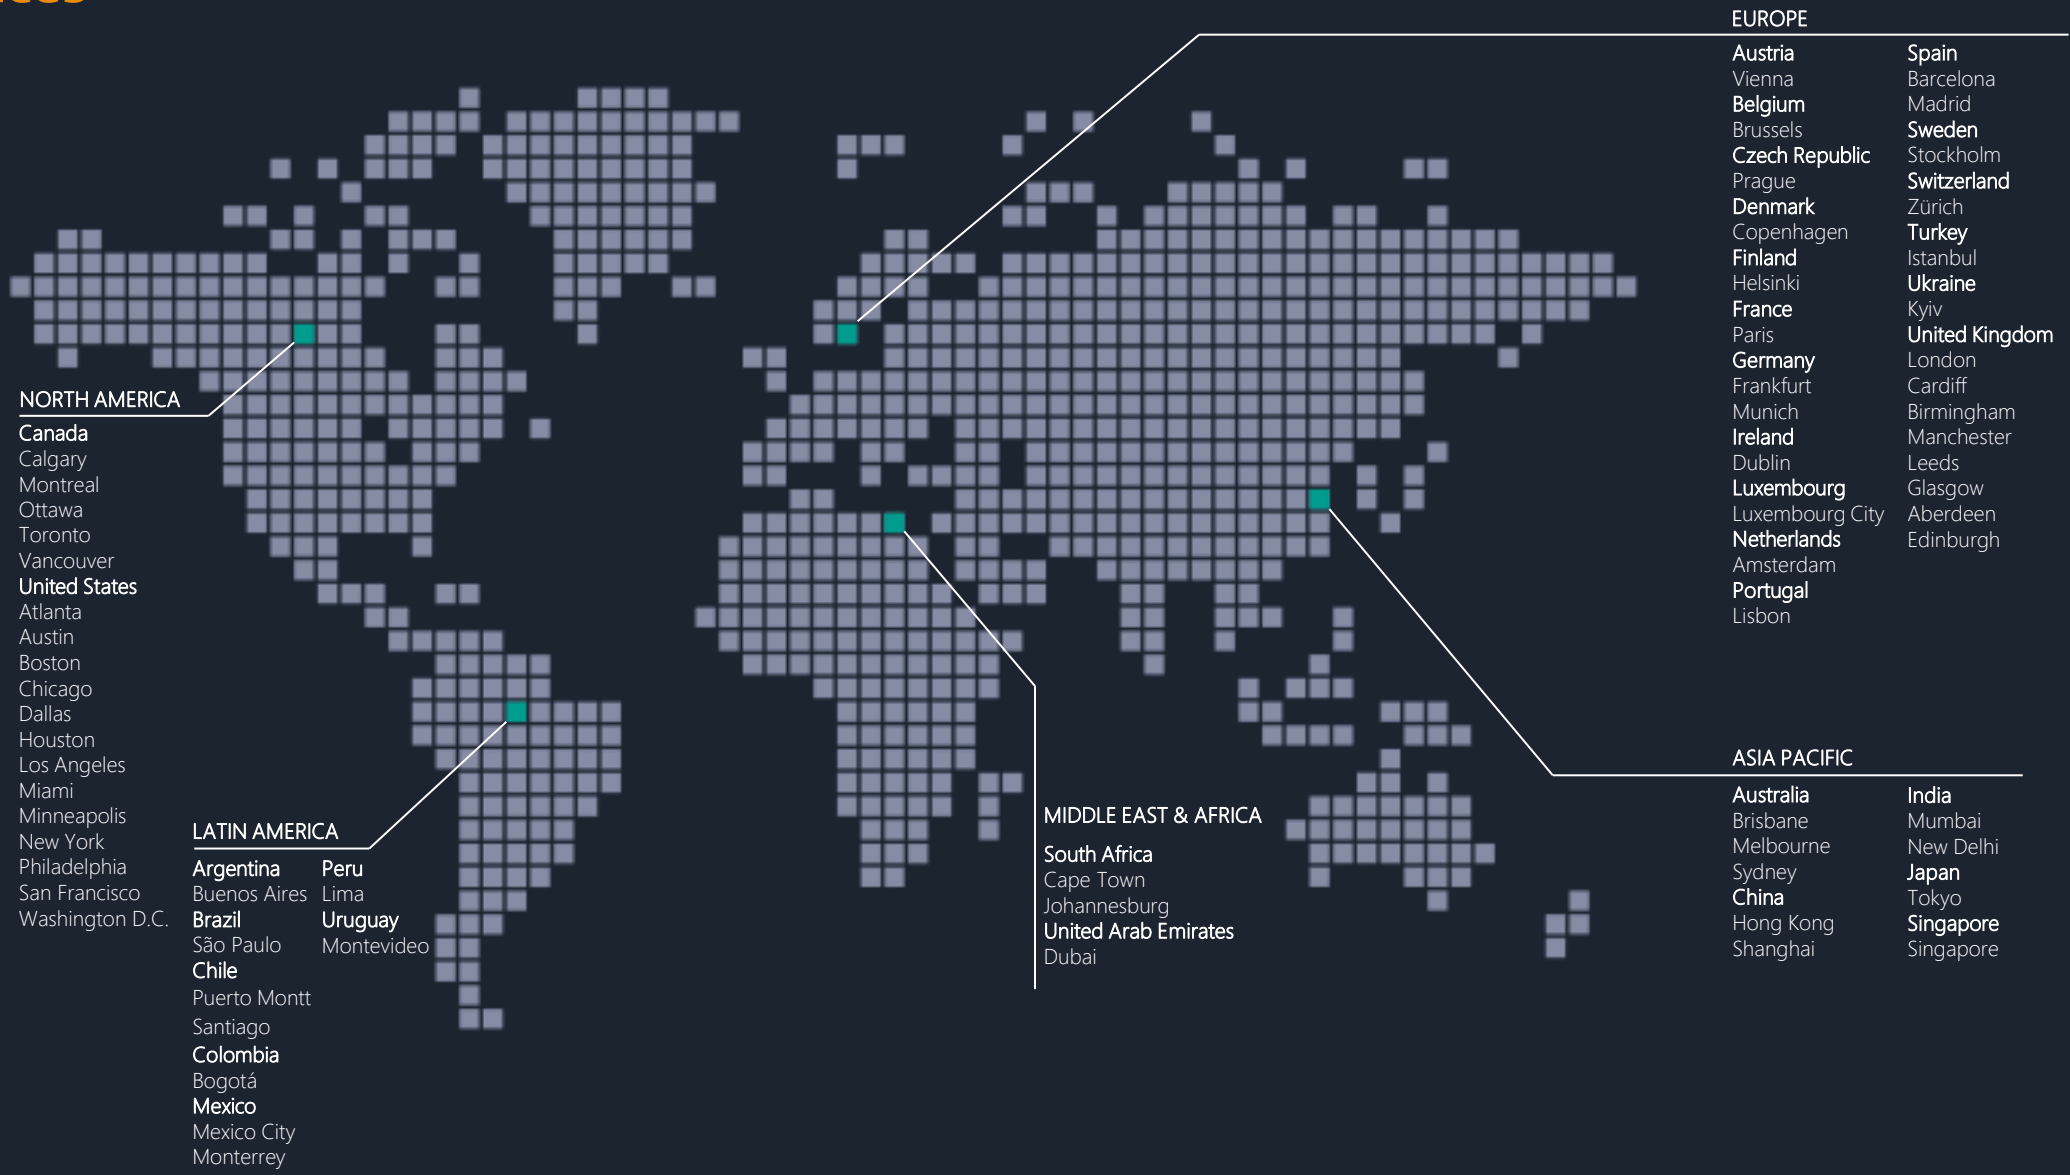 EUROPE
Austria
Vienna
Belgium
Brussels
Czech Republic
Prague
Denmark
Copenhagen
Finland
Helsinki
France
Paris
Germany
Frankfurt
Munich
Ireland
Dublin
Luxembourg
Luxembourg City
Netherlands
Amsterdam
Portugal
Lisbon
Spain
Barcelona
Madrid
Sweden
Stockholm
Switzerland
Zürich
Turkey
Istanbul
Ukraine
Kyiv
United Kingdom
London
Cardiff
Birmingham
Manchester
Leeds
Glasgow
Aberdeen
Edinburgh
NORTH AMERICA
Canada
Calgary
Montreal
Ottawa
Toronto
Vancouver
United States
Atlanta
Austin
Boston
Chicago
Dallas
Houston
Los Angeles
Miami
Minneapolis
New York
Philadelphia
San Francisco
Washington D.C.
LATIN AMERICA
Argentina
Buenos Aires
Brazil
São Paulo
Chile
Puerto Montt
Santiago
Colombia
Bogotá
Mexico
Mexico City
Monterrey
Peru
Lima
Uruguay
Montevideo
MIDDLE EAST & AFRICA
South Africa
Cape Town
Johannesburg
United Arab Emirates
Dubai
ASIA PACIFIC
Australia
Brisbane
Melbourne
Sydney
China
Hong Kong
Shanghai
India
Mumbai
New Delhi
Japan
Tokyo
Singapore
Singapore